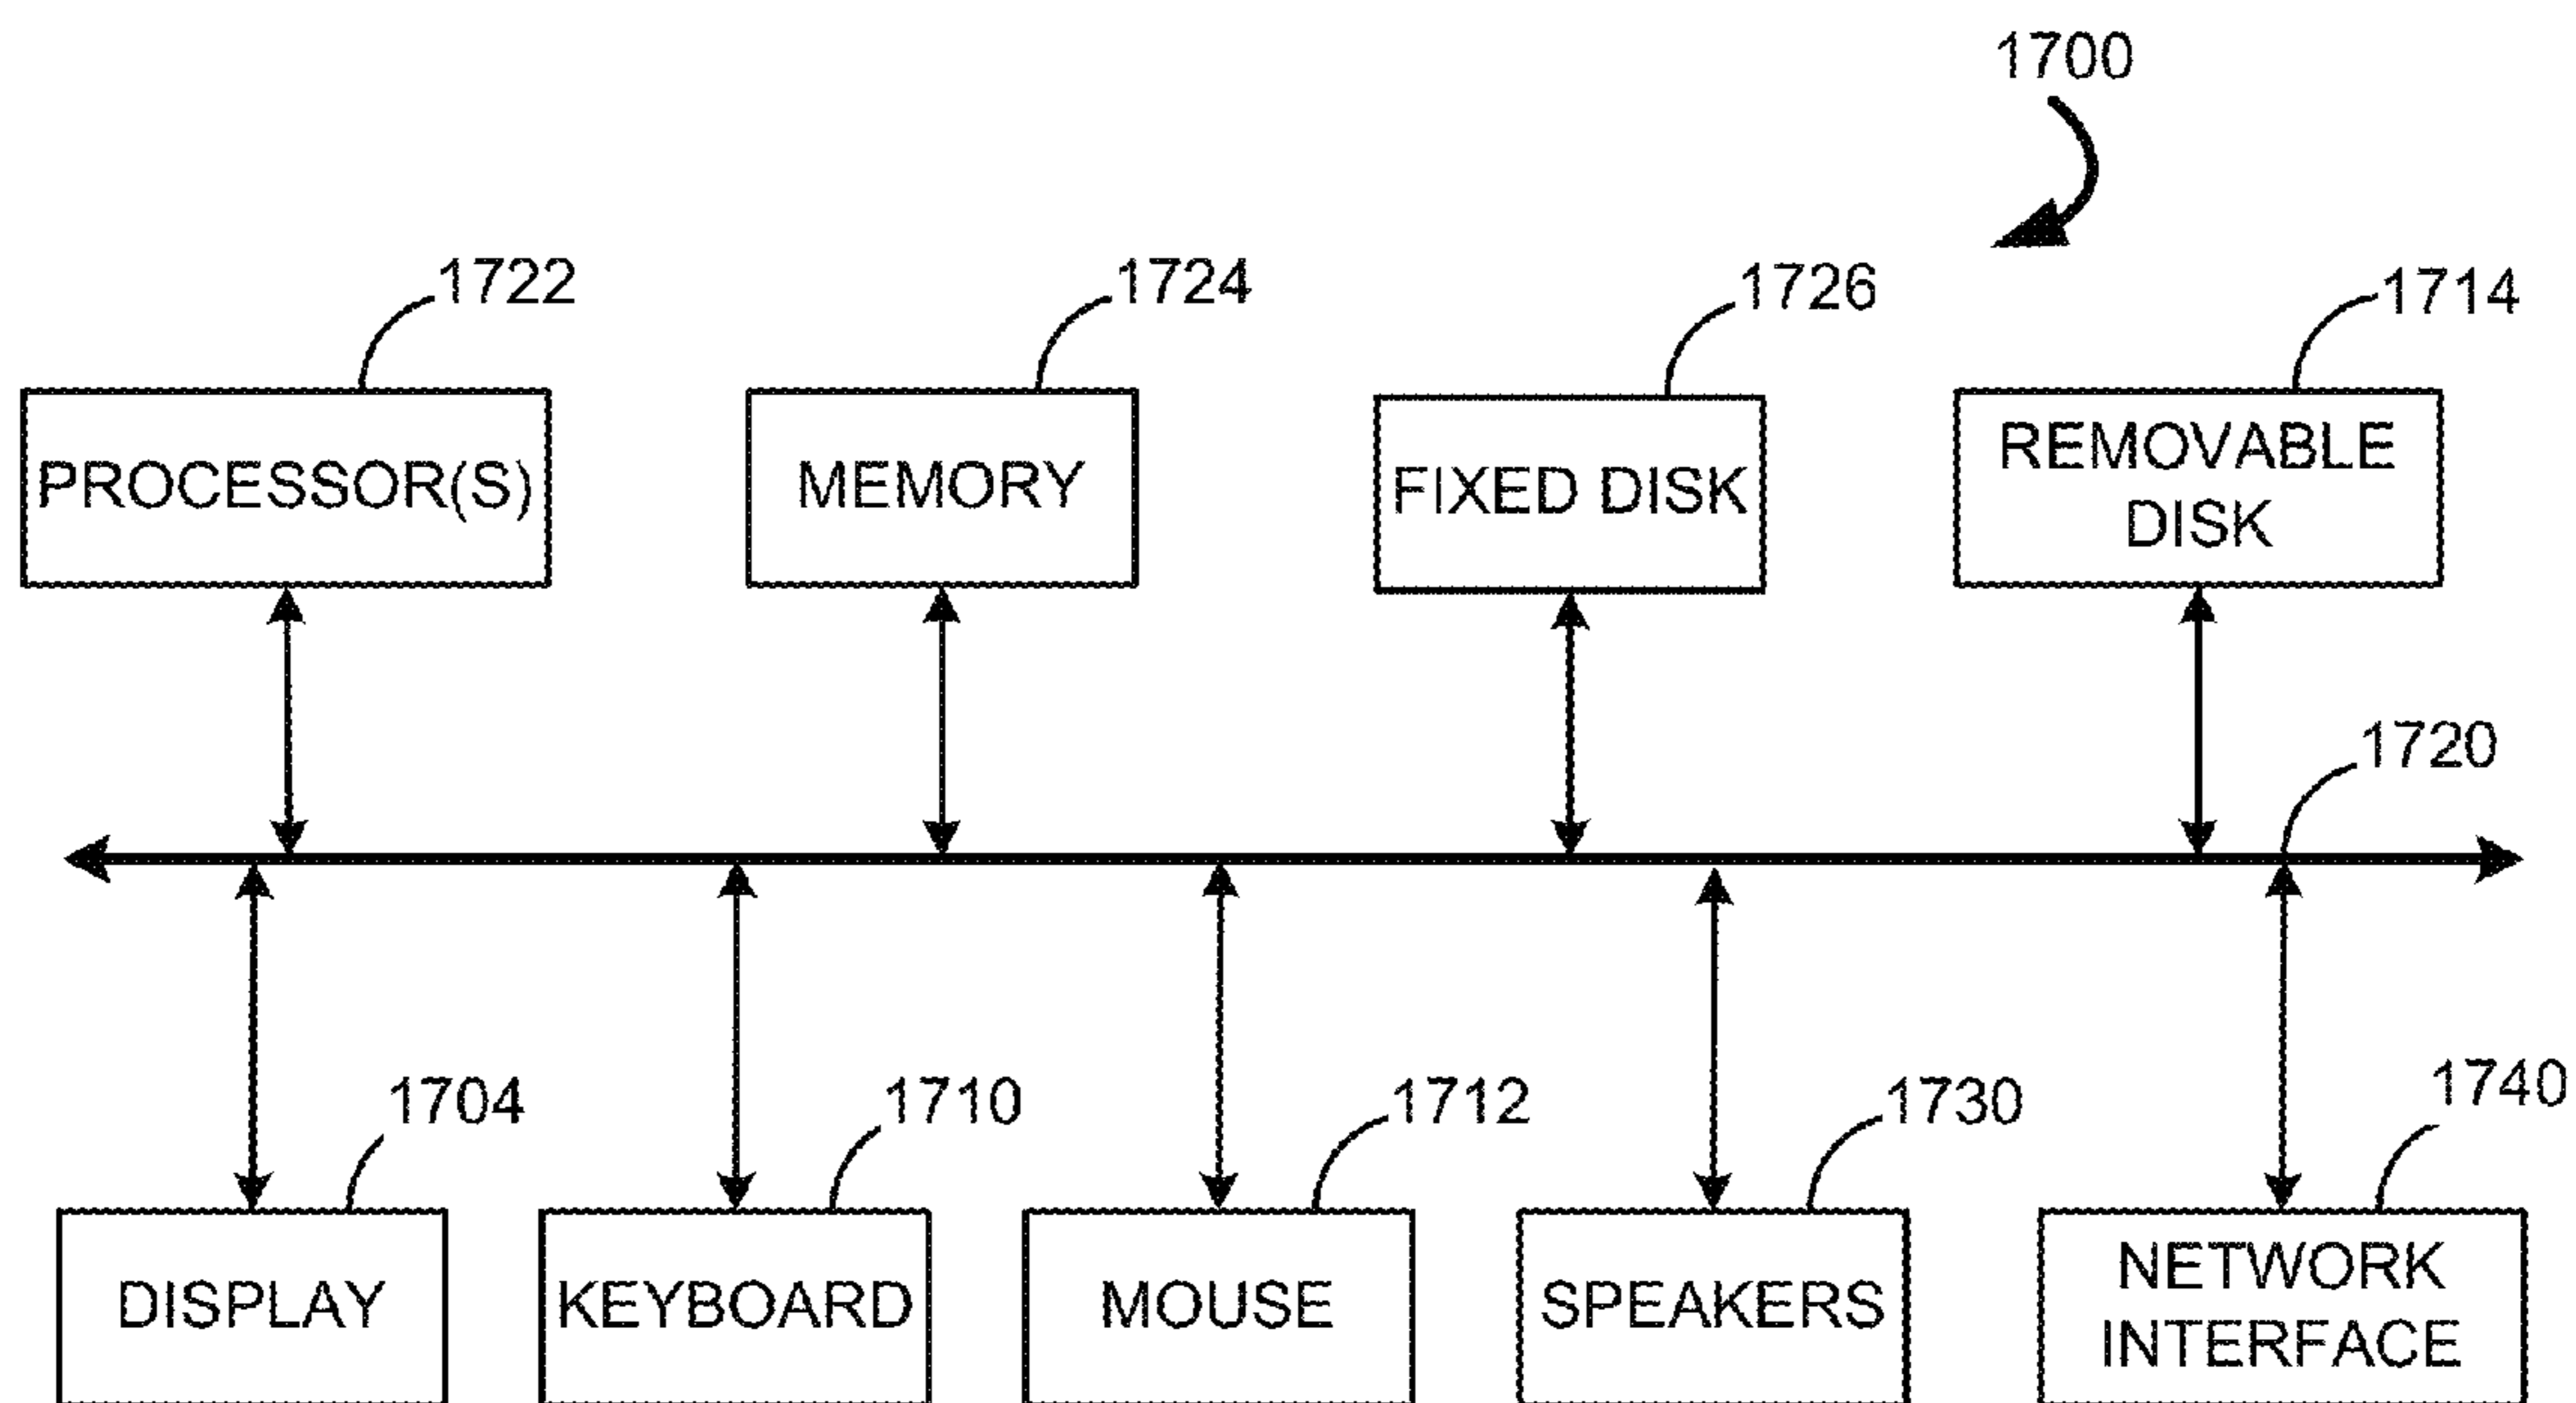 1700
1722
1724
1726
1714
PROCESSOR(S)
MEMORY
FIXED DISK
REMOVABLE
DISK
1720
1704
1710
1712
1730
1740
DISPLAY
KEYBOARD
MOUSE
SPEAKERS
NETWORK
INTERFACE